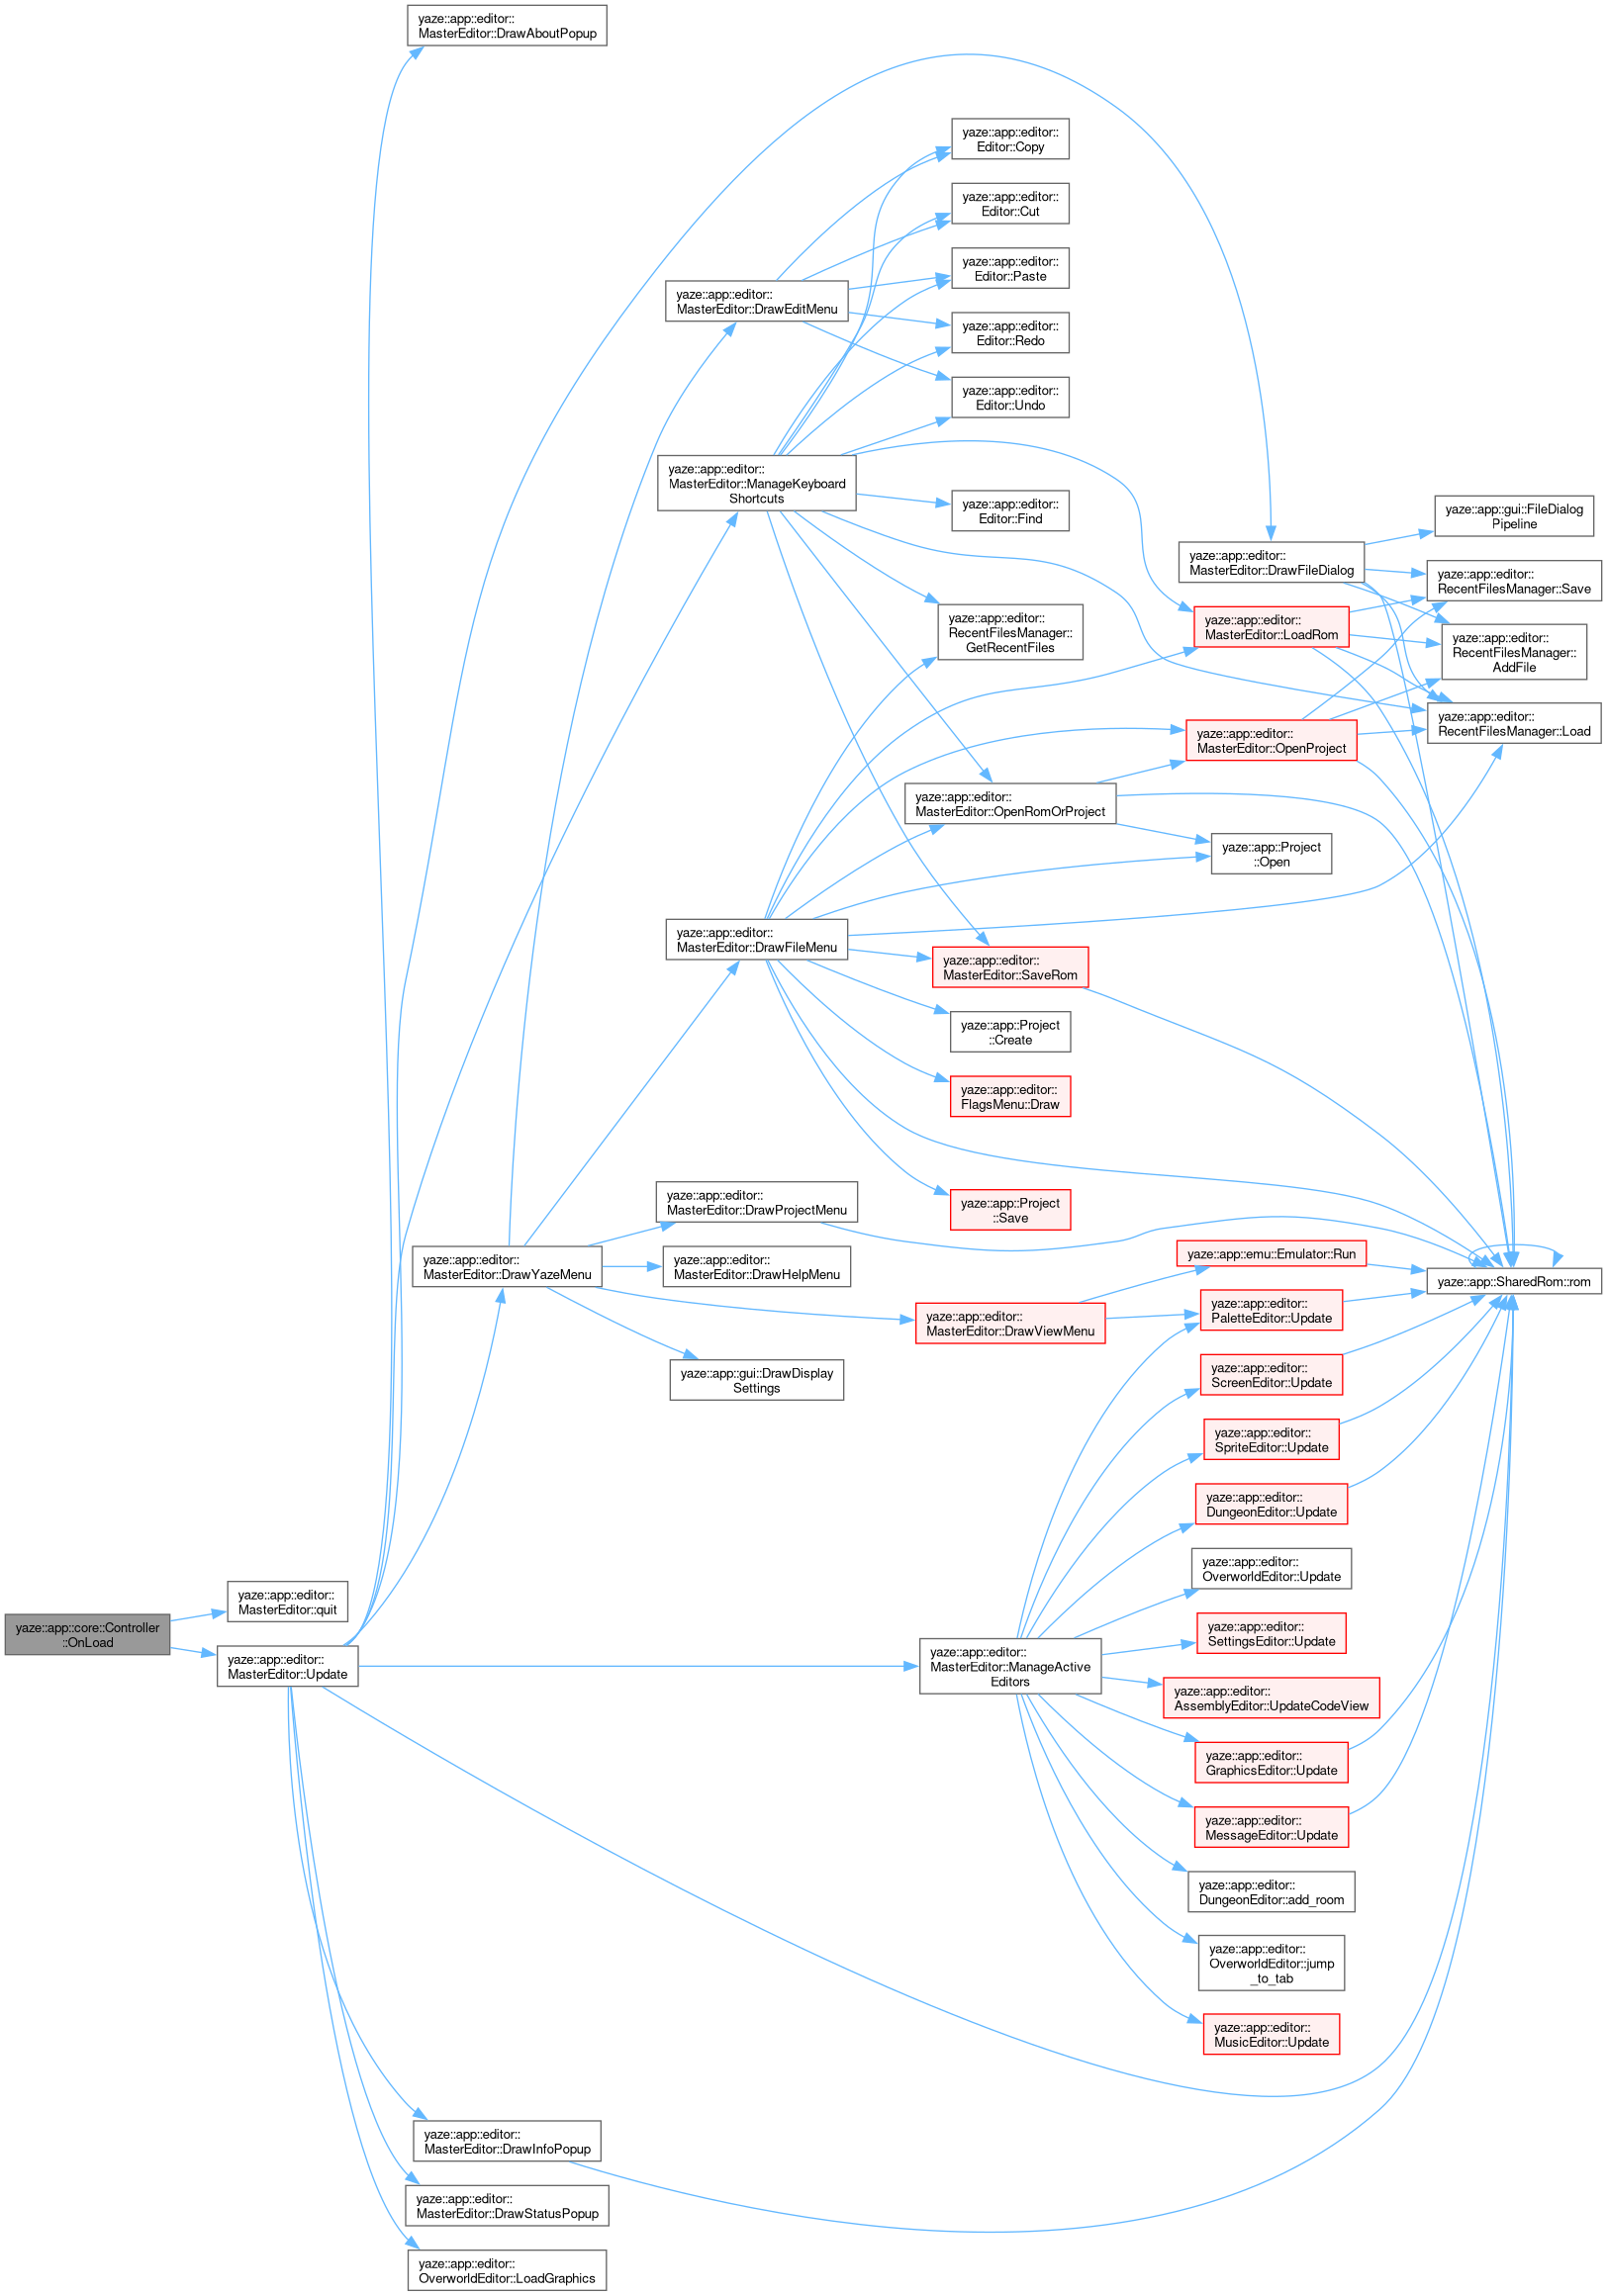 yaze::app::editor::
MasterEditor::DrawAboutPopup
yaze::app::editor::
Editor::Copy
yaze::app::editor::
Editor::Cut
yaze::app::editor::
Editor::Paste
yaze::app::editor::
MasterEditor::DrawEditMenu
yaze::app::editor::
Editor::Redo
yaze::app::editor::
Editor::Undo
yaze::app::editor::
MasterEditor::ManageKeyboard
Shortcuts
yaze::app::editor::
Editor::Find
yaze::app::gui::FileDialog
Pipeline
yaze::app::editor::
MasterEditor::DrawFileDialog
yaze::app::editor::
RecentFilesManager::Save
yaze::app::editor::
RecentFilesManager::
GetRecentFiles
yaze::app::editor::
MasterEditor::LoadRom
yaze::app::editor::
RecentFilesManager::
AddFile
yaze::app::editor::
MasterEditor::OpenProject
yaze::app::editor::
RecentFilesManager::Load
yaze::app::editor::
MasterEditor::OpenRomOrProject
yaze::app::Project
::Open
yaze::app::editor::
MasterEditor::DrawFileMenu
yaze::app::editor::
MasterEditor::SaveRom
yaze::app::Project
::Create
yaze::app::editor::
FlagsMenu::Draw
yaze::app::editor::
MasterEditor::DrawProjectMenu
yaze::app::Project
::Save
yaze::app::editor::
MasterEditor::DrawYazeMenu
yaze::app::editor::
MasterEditor::DrawHelpMenu
yaze::app::emu::Emulator::Run
yaze::app::SharedRom::rom
yaze::app::editor::
MasterEditor::DrawViewMenu
yaze::app::editor::
PaletteEditor::Update
yaze::app::gui::DrawDisplay
Settings
yaze::app::editor::
ScreenEditor::Update
yaze::app::editor::
SpriteEditor::Update
yaze::app::editor::
DungeonEditor::Update
yaze::app::editor::
OverworldEditor::Update
yaze::app::editor::
MasterEditor::quit
yaze::app::core::Controller
::OnLoad
yaze::app::editor::
MasterEditor::Update
yaze::app::editor::
MasterEditor::ManageActive
Editors
yaze::app::editor::
SettingsEditor::Update
yaze::app::editor::
AssemblyEditor::UpdateCodeView
yaze::app::editor::
GraphicsEditor::Update
yaze::app::editor::
MessageEditor::Update
yaze::app::editor::
DungeonEditor::add_room
yaze::app::editor::
OverworldEditor::jump
_to_tab
yaze::app::editor::
MusicEditor::Update
yaze::app::editor::
MasterEditor::DrawInfoPopup
yaze::app::editor::
MasterEditor::DrawStatusPopup
yaze::app::editor::
OverworldEditor::LoadGraphics